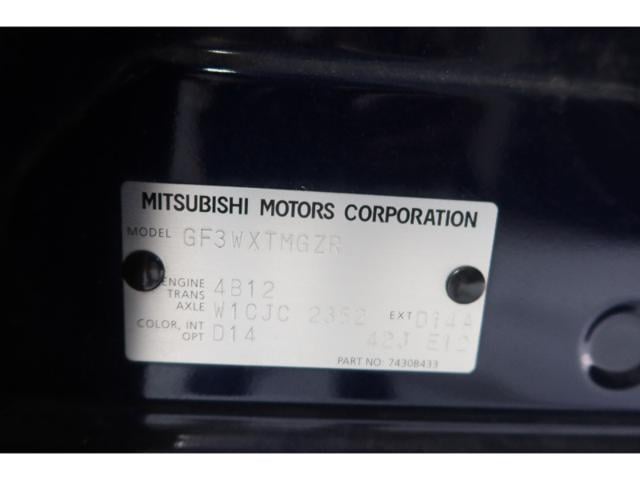 MITSUBISHI MOTORS CORPORATION
MODEL GF3WXTMGZR
ENGINE 4B12
TRANS AXLE W1CJC 2352 EXT D14A
COLOR, INT OPT D14 42J E12
PART NO: 7430B433